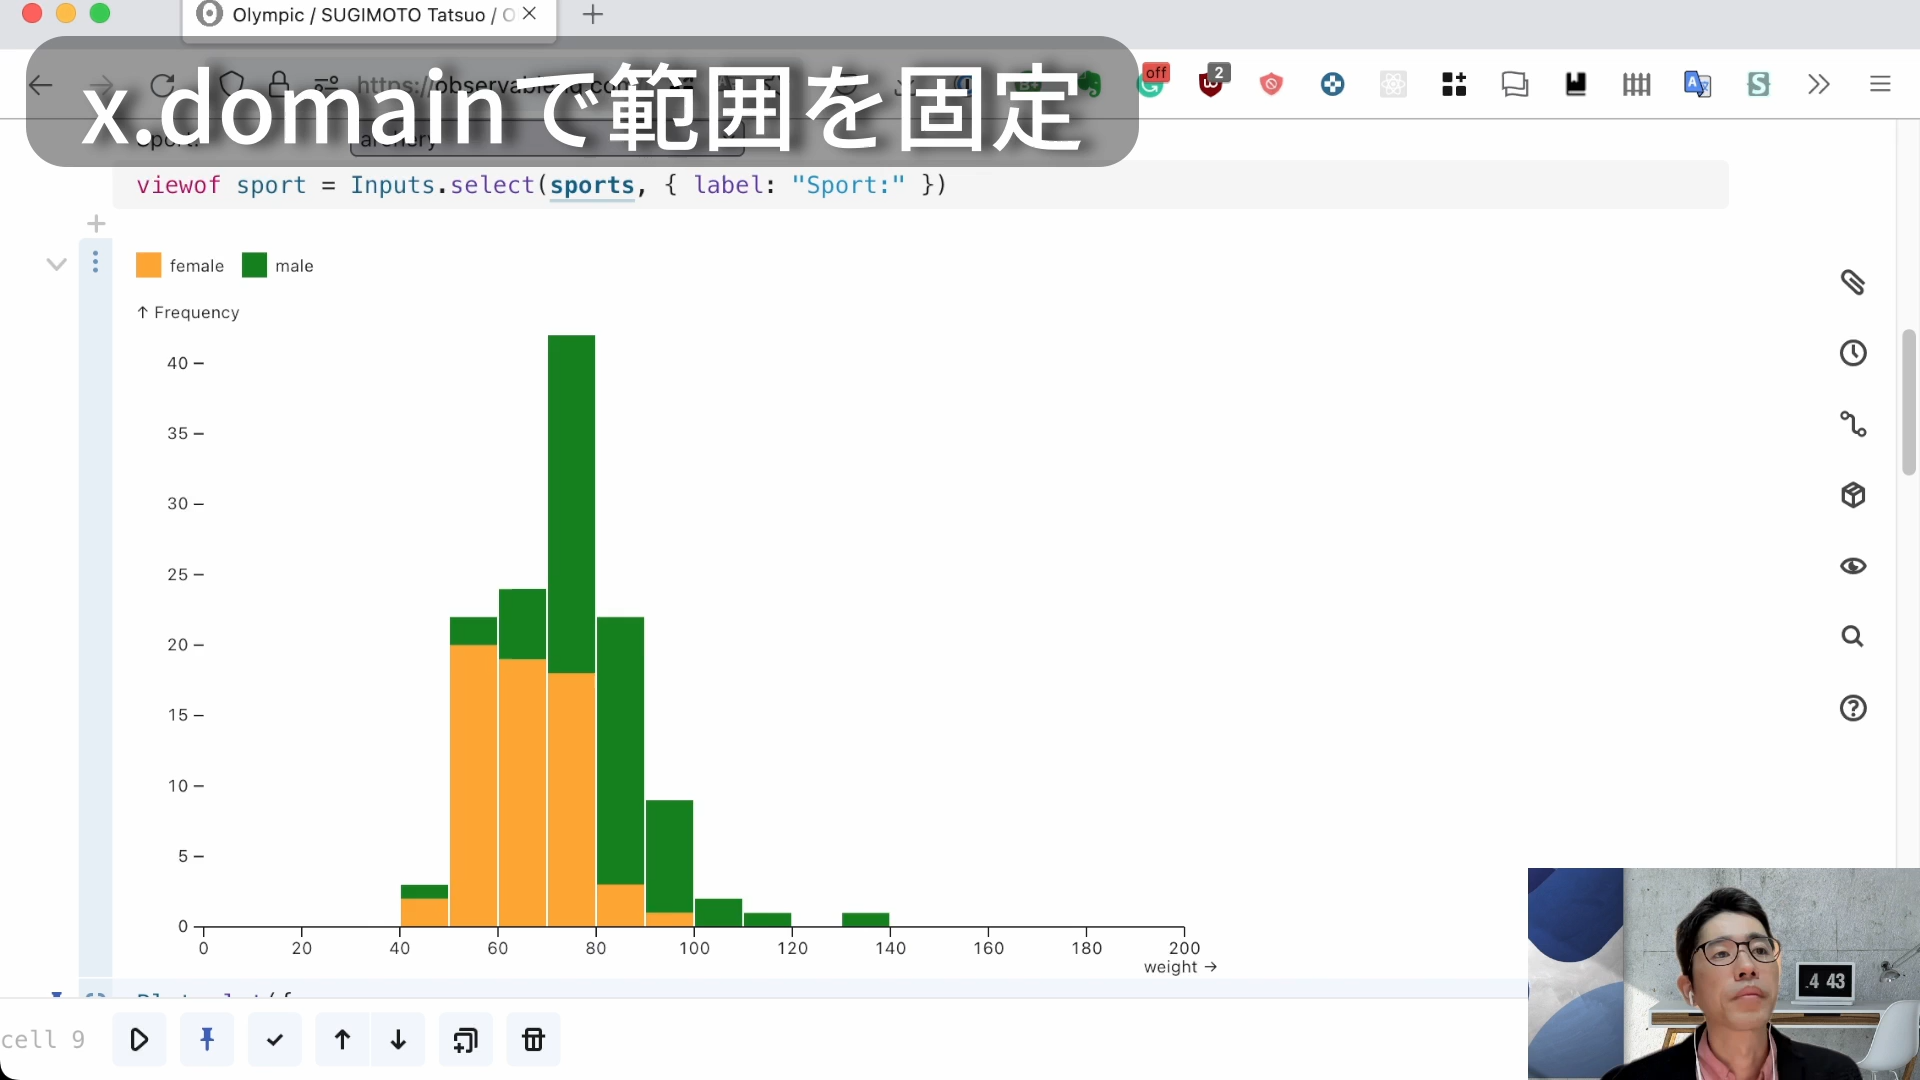 Olympic / SUGIMOTO Tatsuo / O
off
2
x.domainで範囲を固定
viewof sport = Inputs.select(sports, { label: "Sport:" })
female
male
↑ Frequency
40
35
30
25
20
15
10
5
0
0 20 40 60 80 100 120 140 160 180 200
weight →
cell 9
4 43